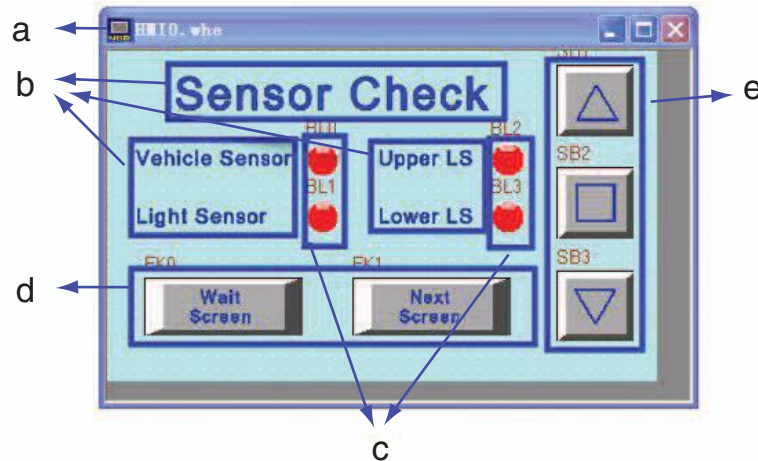 a
HMI0.whe
b
Sensor Check
e
BL0
BL2
Vehicle Sensor
Upper LS
SB2
BL1
BL3
Light Sensor
Lower LS
SB3
FK0
FK1
d
Wait
Screen
Next
Screen
c